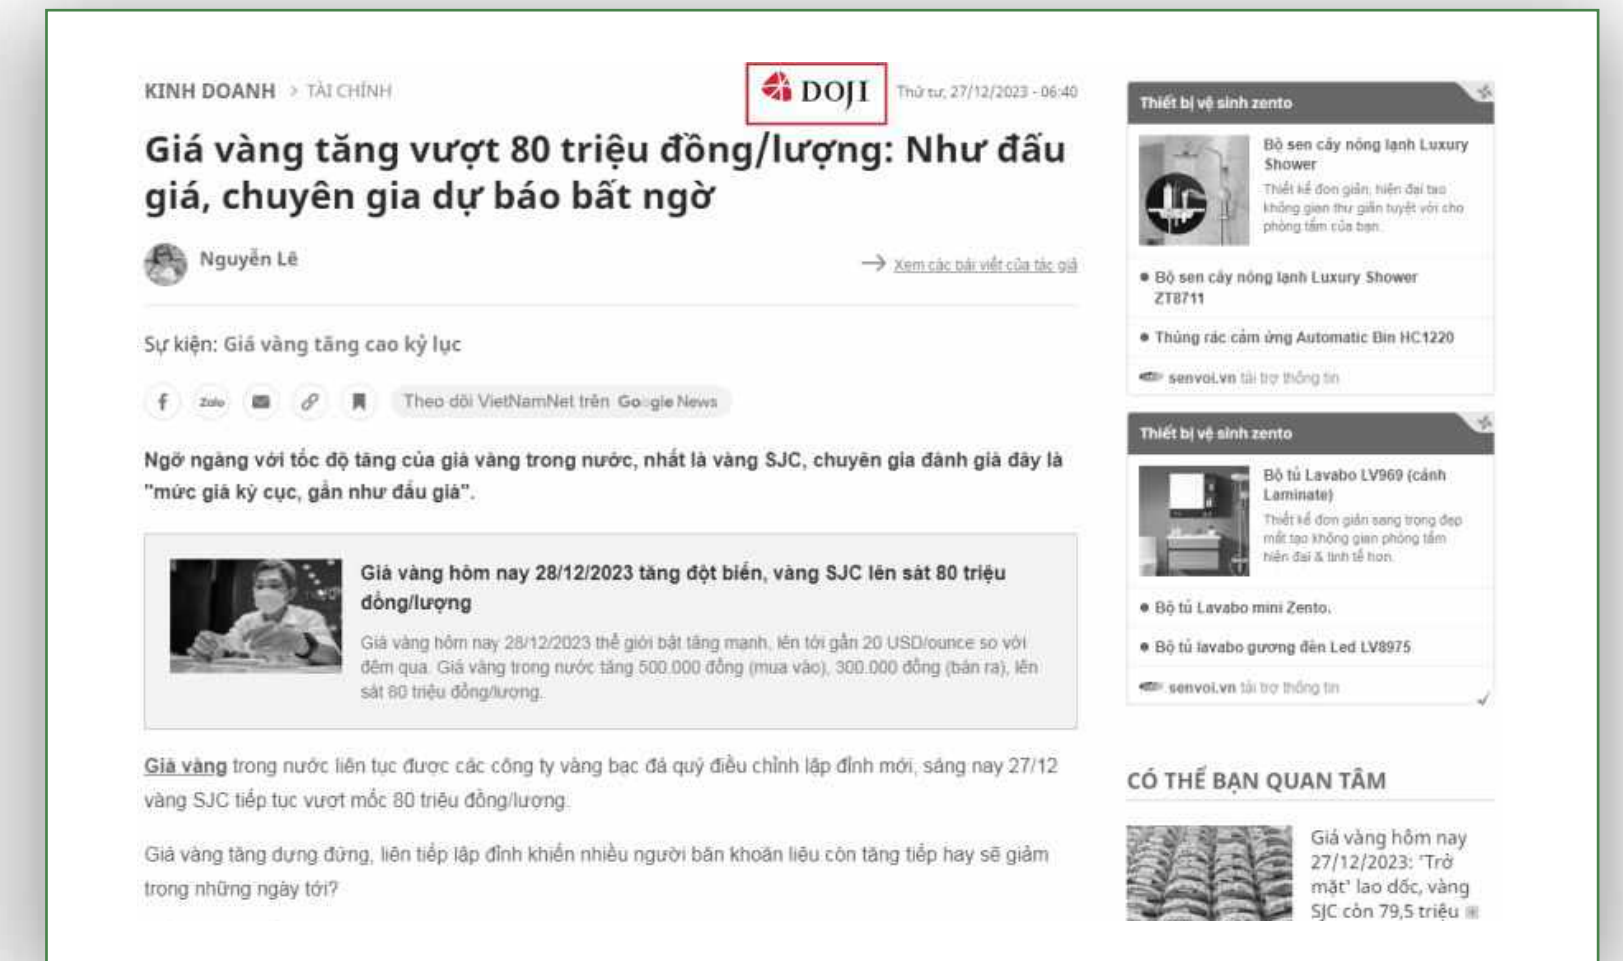 KINH DOANH > TÀI CHÍNH
DOJI
Thứ tư, 27/12/2023 - 06:40
Giá vàng tăng vượt 80 triệu đồng/lượng: Như đấu
giá, chuyên gia dự báo bất ngờ
Nguyễn Lê
Xem các bài viết của tác giả
Sự kiện: Giá vàng tăng cao kỷ lục
Zalo
Theo dõi VietNamNet trên Google News
Ngỡ ngàng với tốc độ tăng của giá vàng trong nước, nhất là vàng SJC, chuyên gia đánh giá đây là
"mức giá kỳ cục, gần như đấu giá".
Giá vàng hôm nay 28/12/2023 tăng đột biến, vàng SJC lên sát 80 triệu
đồng/lượng
Giá vàng hôm nay 28/12/2023 thế giới bật tăng mạnh, lên tới gần 20 USD/ounce so với
đêm qua. Giá vàng trong nước tăng 500.000 đồng (mua vào), 300.000 đồng (bán ra), lên
sát 80 triệu đồng/lượng.
Giá vàng trong nước liên tục được các công ty vàng bạc đá quý điều chỉnh lập đỉnh mới, sáng nay 27/12
vàng SJC tiếp tục vượt mốc 80 triệu đồng/lượng.
Giá vàng tăng dựng đứng, liên tiếp lập đỉnh khiến nhiều người băn khoăn liệu còn tăng tiếp hay sẽ giảm
trong những ngày tới?
Thiết bị vệ sinh zento
Bộ sen cây nóng lạnh Luxury
Shower
Thiết kế đơn giản, hiện đại tạo
không gian thư giãn tuyệt vời cho
phòng tắm của bạn.
Bộ sen cây nóng lạnh Luxury Shower
ZT8711
Thùng rác cảm ứng Automatic Bin HC1220
senvoi.vn tài trợ thông tin
Thiết bị vệ sinh zento
Bộ tủ Lavabo LV969 (cánh
Laminate)
Thiết kế đơn giản sang trọng đẹp
mắt tạo không gian phòng tắm
hiện đại & tinh tế hơn.
Bộ tủ Lavabo mini Zento.
Bộ tủ lavabo gương đèn Led LV8975
senvoi.vn tài trợ thông tin
CÓ THỂ BẠN QUAN TÂM
Giá vàng hôm nay
27/12/2023: 'Trở
mặt' lao dốc, vàng
SJC còn 79,5 triệu